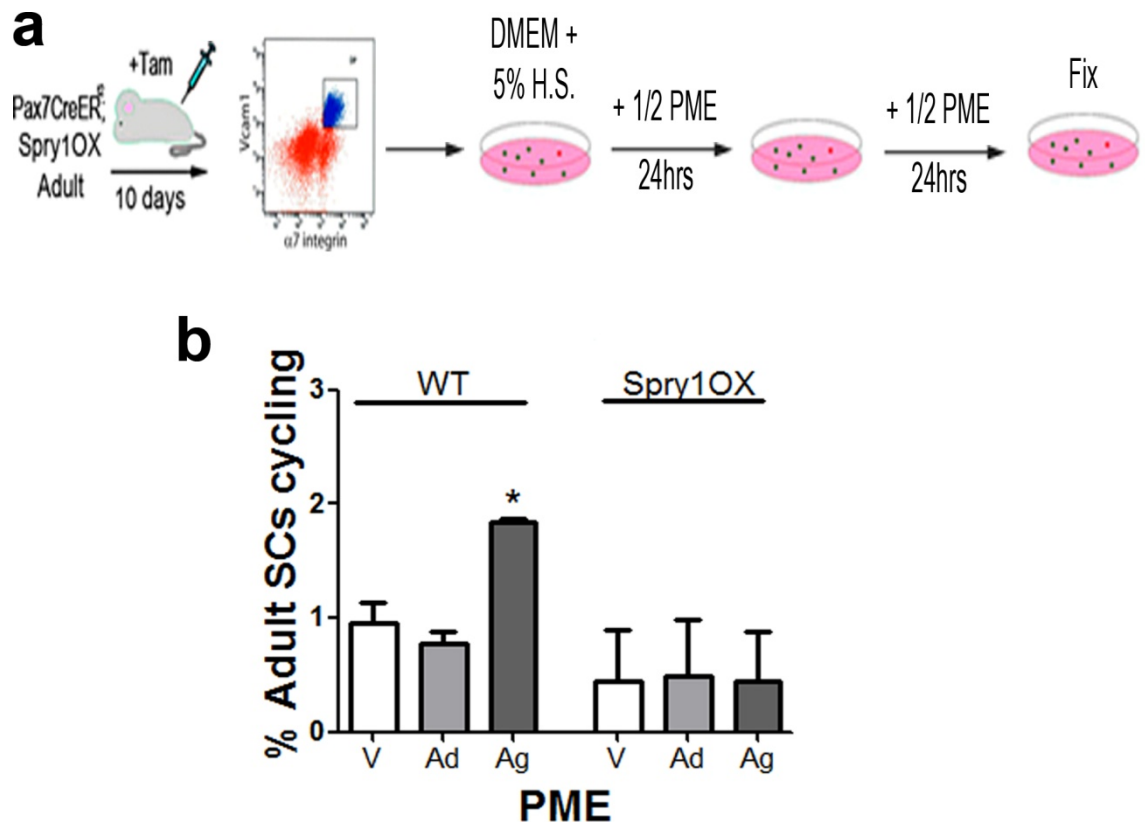 a
+Tam
Pax7CreERᵀˢ;
Spry1OX
Adult
10 days
Vcam1
α7 integrin
DMEM +
5% H.S.
+ 1/2 PME
24hrs
+ 1/2 PME
24hrs
Fix
b
% Adult SCs cycling
3
2
1
0
WT
Spry1OX
*
V Ad Ag V Ad Ag
PME